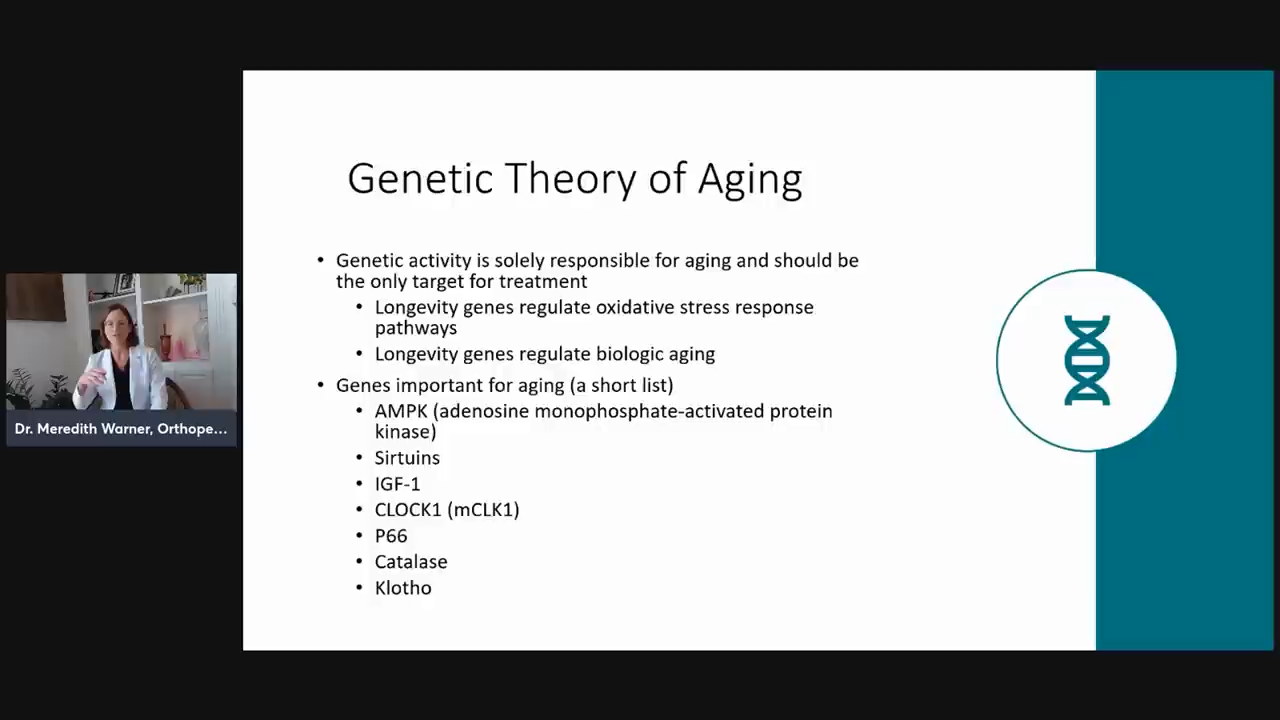 Genetic Theory of Aging
• Genetic activity is solely responsible for aging and should be
the only target for treatment
• Longevity genes regulate oxidative stress response
pathways
• Longevity genes regulate biologic aging
• Genes important for aging (a short list)
• AMPK (adenosine monophosphate-activated protein
kinase)
• Sirtuins
• IGF-1
• CLOCK1 (mCLK1)
• P66
• Catalase
• Klotho
Dr. Meredith Warner, Orthope...